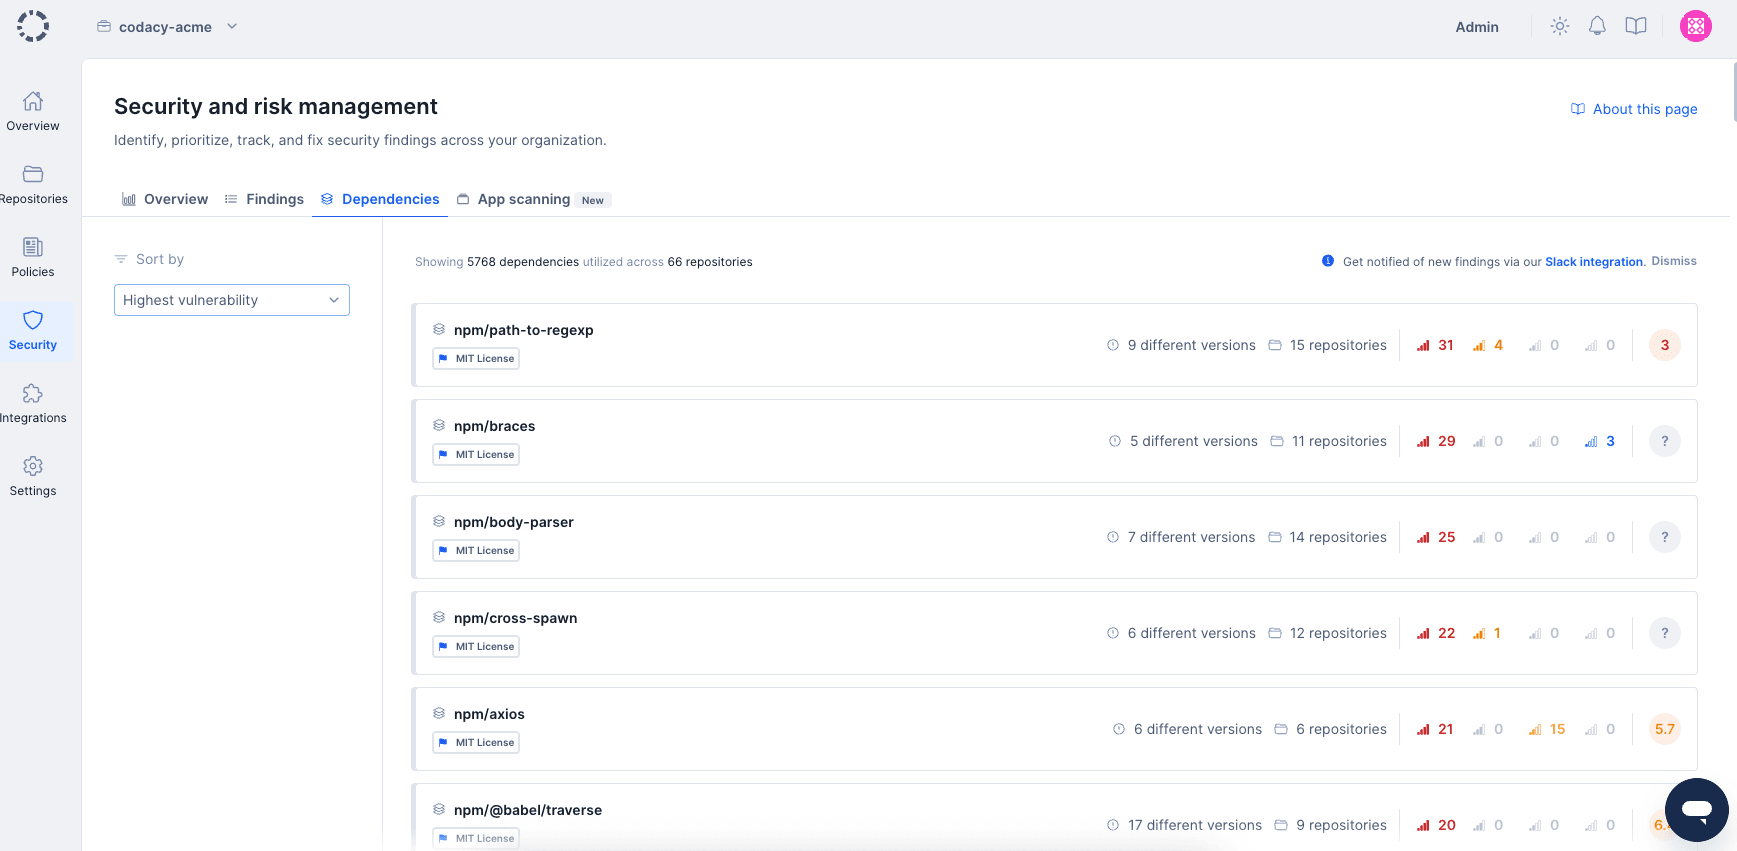 codacy-acme
Admin
Overview
Repositories
Policies
Security
Integrations
Settings
Security and risk management
About this page
Identify, prioritize, track, and fix security findings across your organization.
Overview Findings Dependencies App scanning New
Sort by
Highest vulnerability
Showing 5768 dependencies utilized across 66 repositories
Get notified of new findings via our Slack integration. Dismiss
npm/path-to-regexp
MIT License
9 different versions 15 repositories 31 4 0 0 3
npm/braces
MIT License
5 different versions 11 repositories 29 0 0 3 ?
npm/body-parser
MIT License
7 different versions 14 repositories 25 0 0 0 ?
npm/cross-spawn
MIT License
6 different versions 12 repositories 22 1 0 0 ?
npm/axios
MIT License
6 different versions 6 repositories 21 0 15 0 5.7
npm/@babel/traverse
MIT License
17 different versions 9 repositories 20 0 0 0